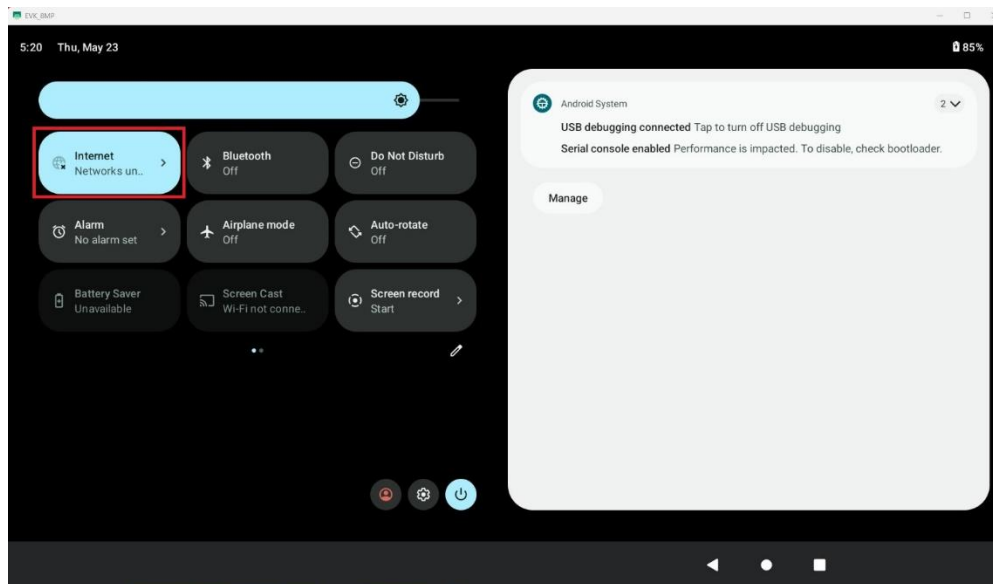 EVK_8MP
5:20 Thu, May 23
85%
Internet
Networks un..
Bluetooth
Off
Do Not Disturb
Off
Alarm
No alarm set
Airplane mode
Off
Auto-rotate
Off
Battery Saver
Unavailable
Screen Cast
Wi-Fi not conne..
Screen record
Start
Android System
2
USB debugging connected Tap to turn off USB debugging
Serial console enabled Performance is impacted. To disable, check bootloader.
Manage